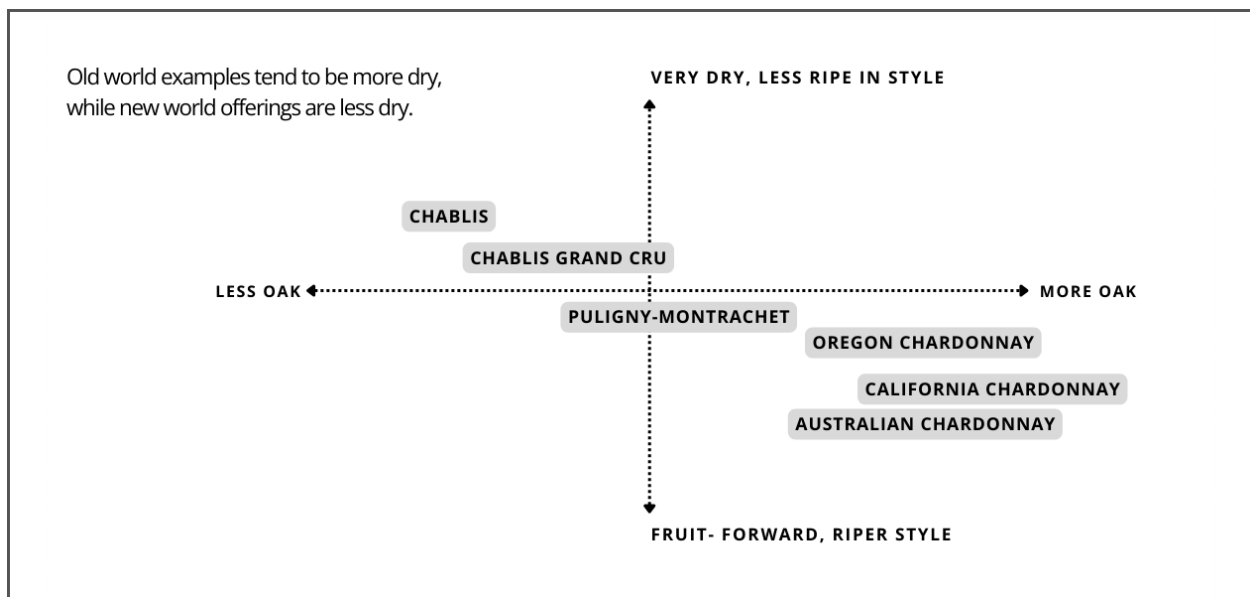 Old world examples tend to be more dry,
while new world offerings are less dry.
VERY DRY, LESS RIPE IN STYLE
CHABLIS
CHABLIS GRAND CRU
LESS OAK
MORE OAK
PULIGNY-MONTRACHET
OREGON CHARDONNAY
CALIFORNIA CHARDONNAY
AUSTRALIAN CHARDONNAY
FRUIT- FORWARD, RIPER STYLE